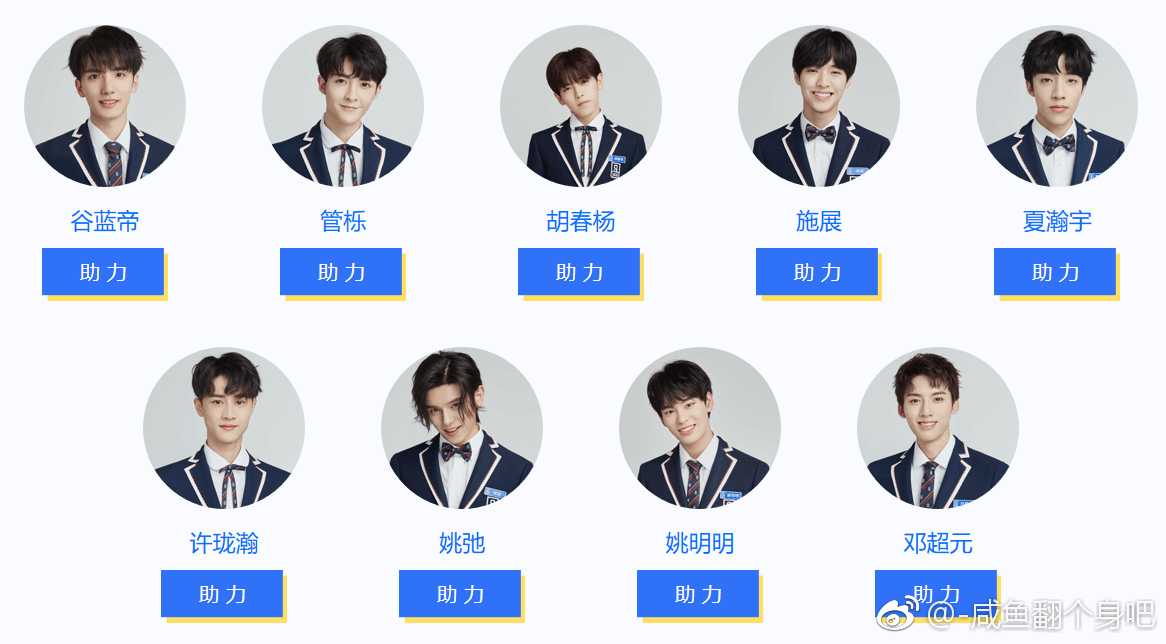 谷蓝帝 管栎 胡春杨 施展 夏瀚宇
助力 助力 助力 助力 助力
许珑瀚 姚弛 姚明明 邓超元
助力 助力 助力 助力
@-咸鱼翻个身吧